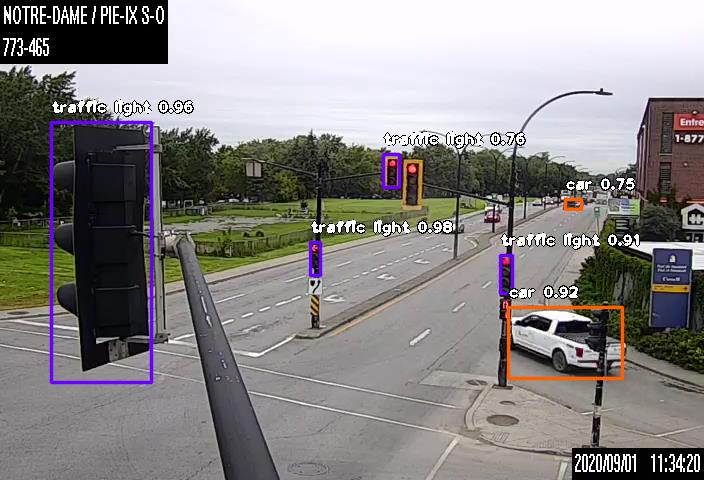 NOTRE-DAME / PIE-IX S-O
773-465
traffic light 0.96
traffic light 0.76
car 0.75
traffic light 0.98
traffic light 0.91
car 0.92
Entre
1-877
Canada
2020/09/01 11:34:20